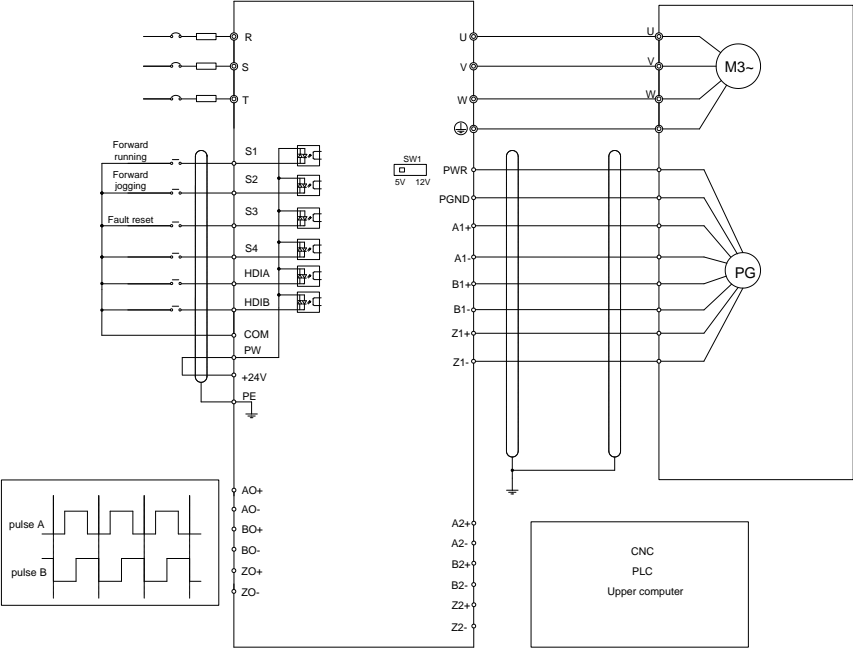 R
S
T
U
V
W
U
V
W
M3~
Forward
running
S1
Forward
jogging
S2
Fault reset
S3
S4
HDIA
HDIB
COM
PW
+24V
PE
SW1
5V 12V
PWR
PGND
A1+
A1-
B1+
B1-
Z1+
Z1-
PG
AO+
AO-
BO+
BO-
ZO+
ZO-
pulse A
pulse B
A2+
A2-
B2+
B2-
Z2+
Z2-
CNC
PLC
Upper computer